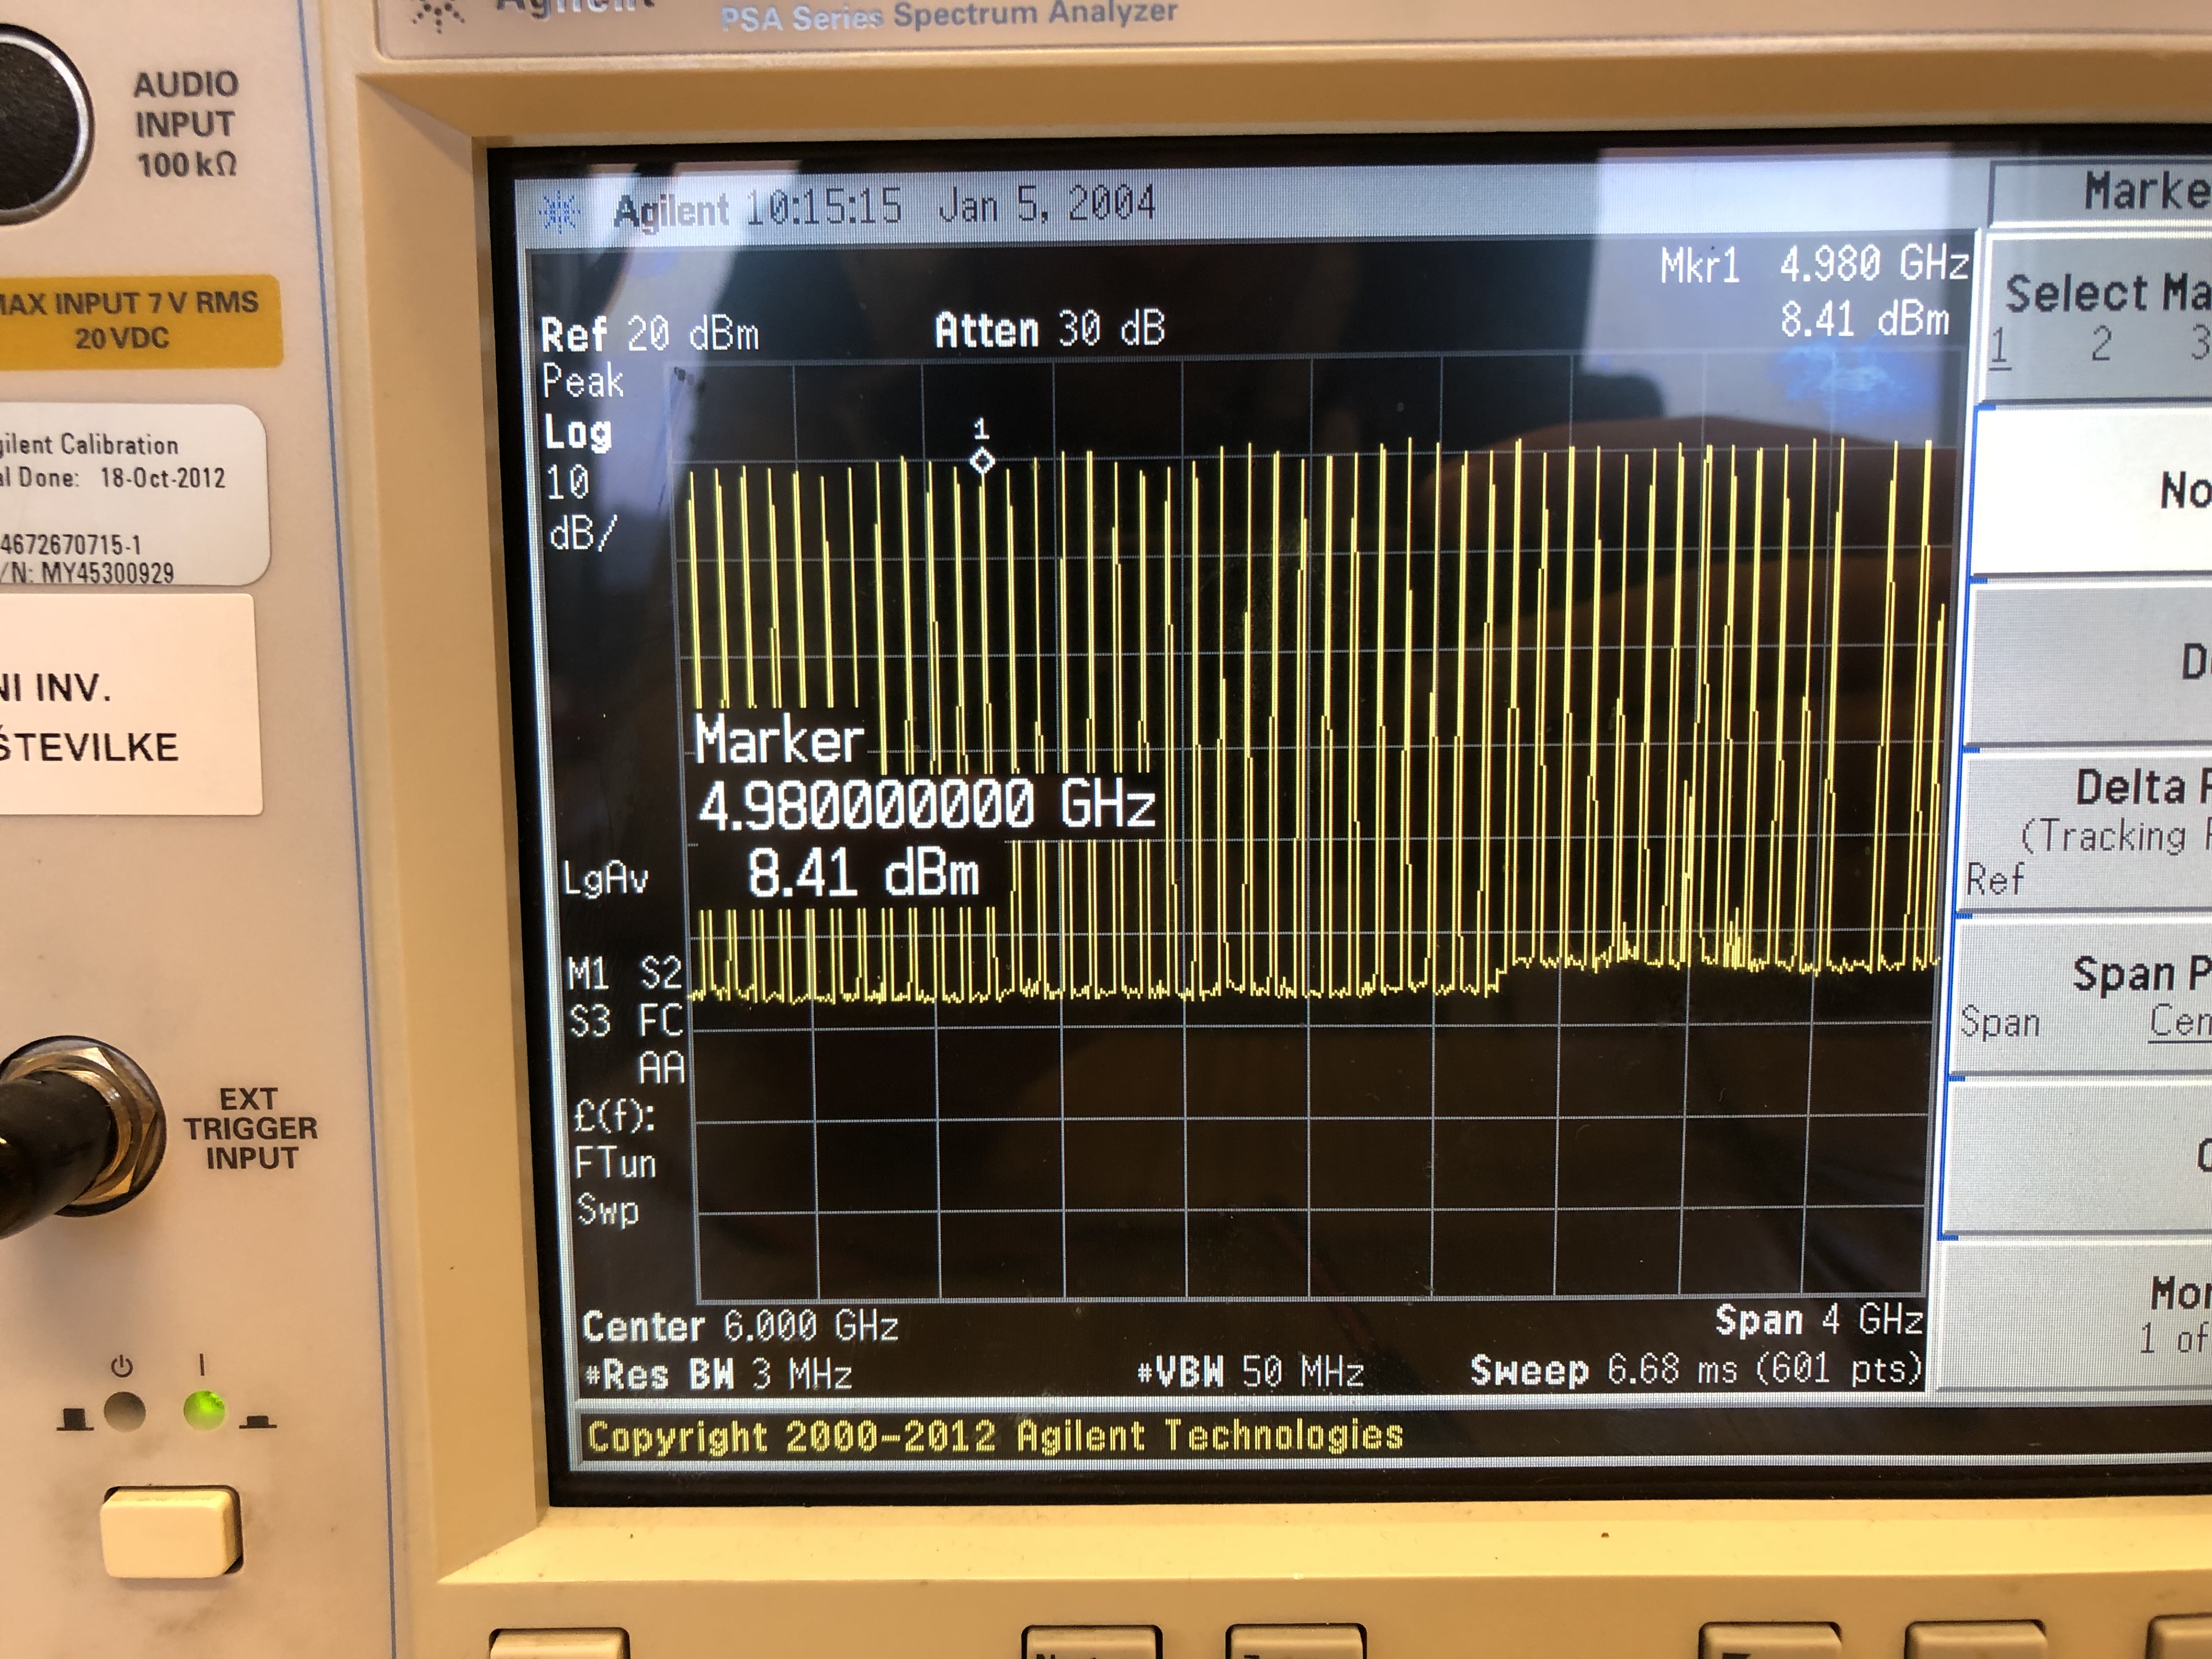 Agilent
PSA Series Spectrum Analyzer
AUDIO
INPUT
100 kΩ
MAX INPUT 7 V RMS
20 VDC
gilent Calibration
al Done: 18-Oct-2012
4672670715-1
/N: MY45300929
NI INV.
ŠTEVILKE
EXT
TRIGGER
INPUT
Agilent 10:15:15 Jan 5, 2004
Mkr1 4.980 GHz
8.41 dBm
Ref 20 dBm
Atten 30 dB
Peak
Log
10
dB/
1
Marker
4.980000000 GHz
8.41 dBm
LgAv
M1 S2
S3 FC
AA
£(f):
FTun
Swp
Center 6.000 GHz
Span 4 GHz
#Res BW 3 MHz
#VBW 50 MHz
Sweep 6.68 ms (601 pts)
Copyright 2000-2012 Agilent Technologies
Marke
Select Ma
1 2 3
No
D
Delta P
(Tracking R
Ref
Span P
Span Cen
Mor
1 of